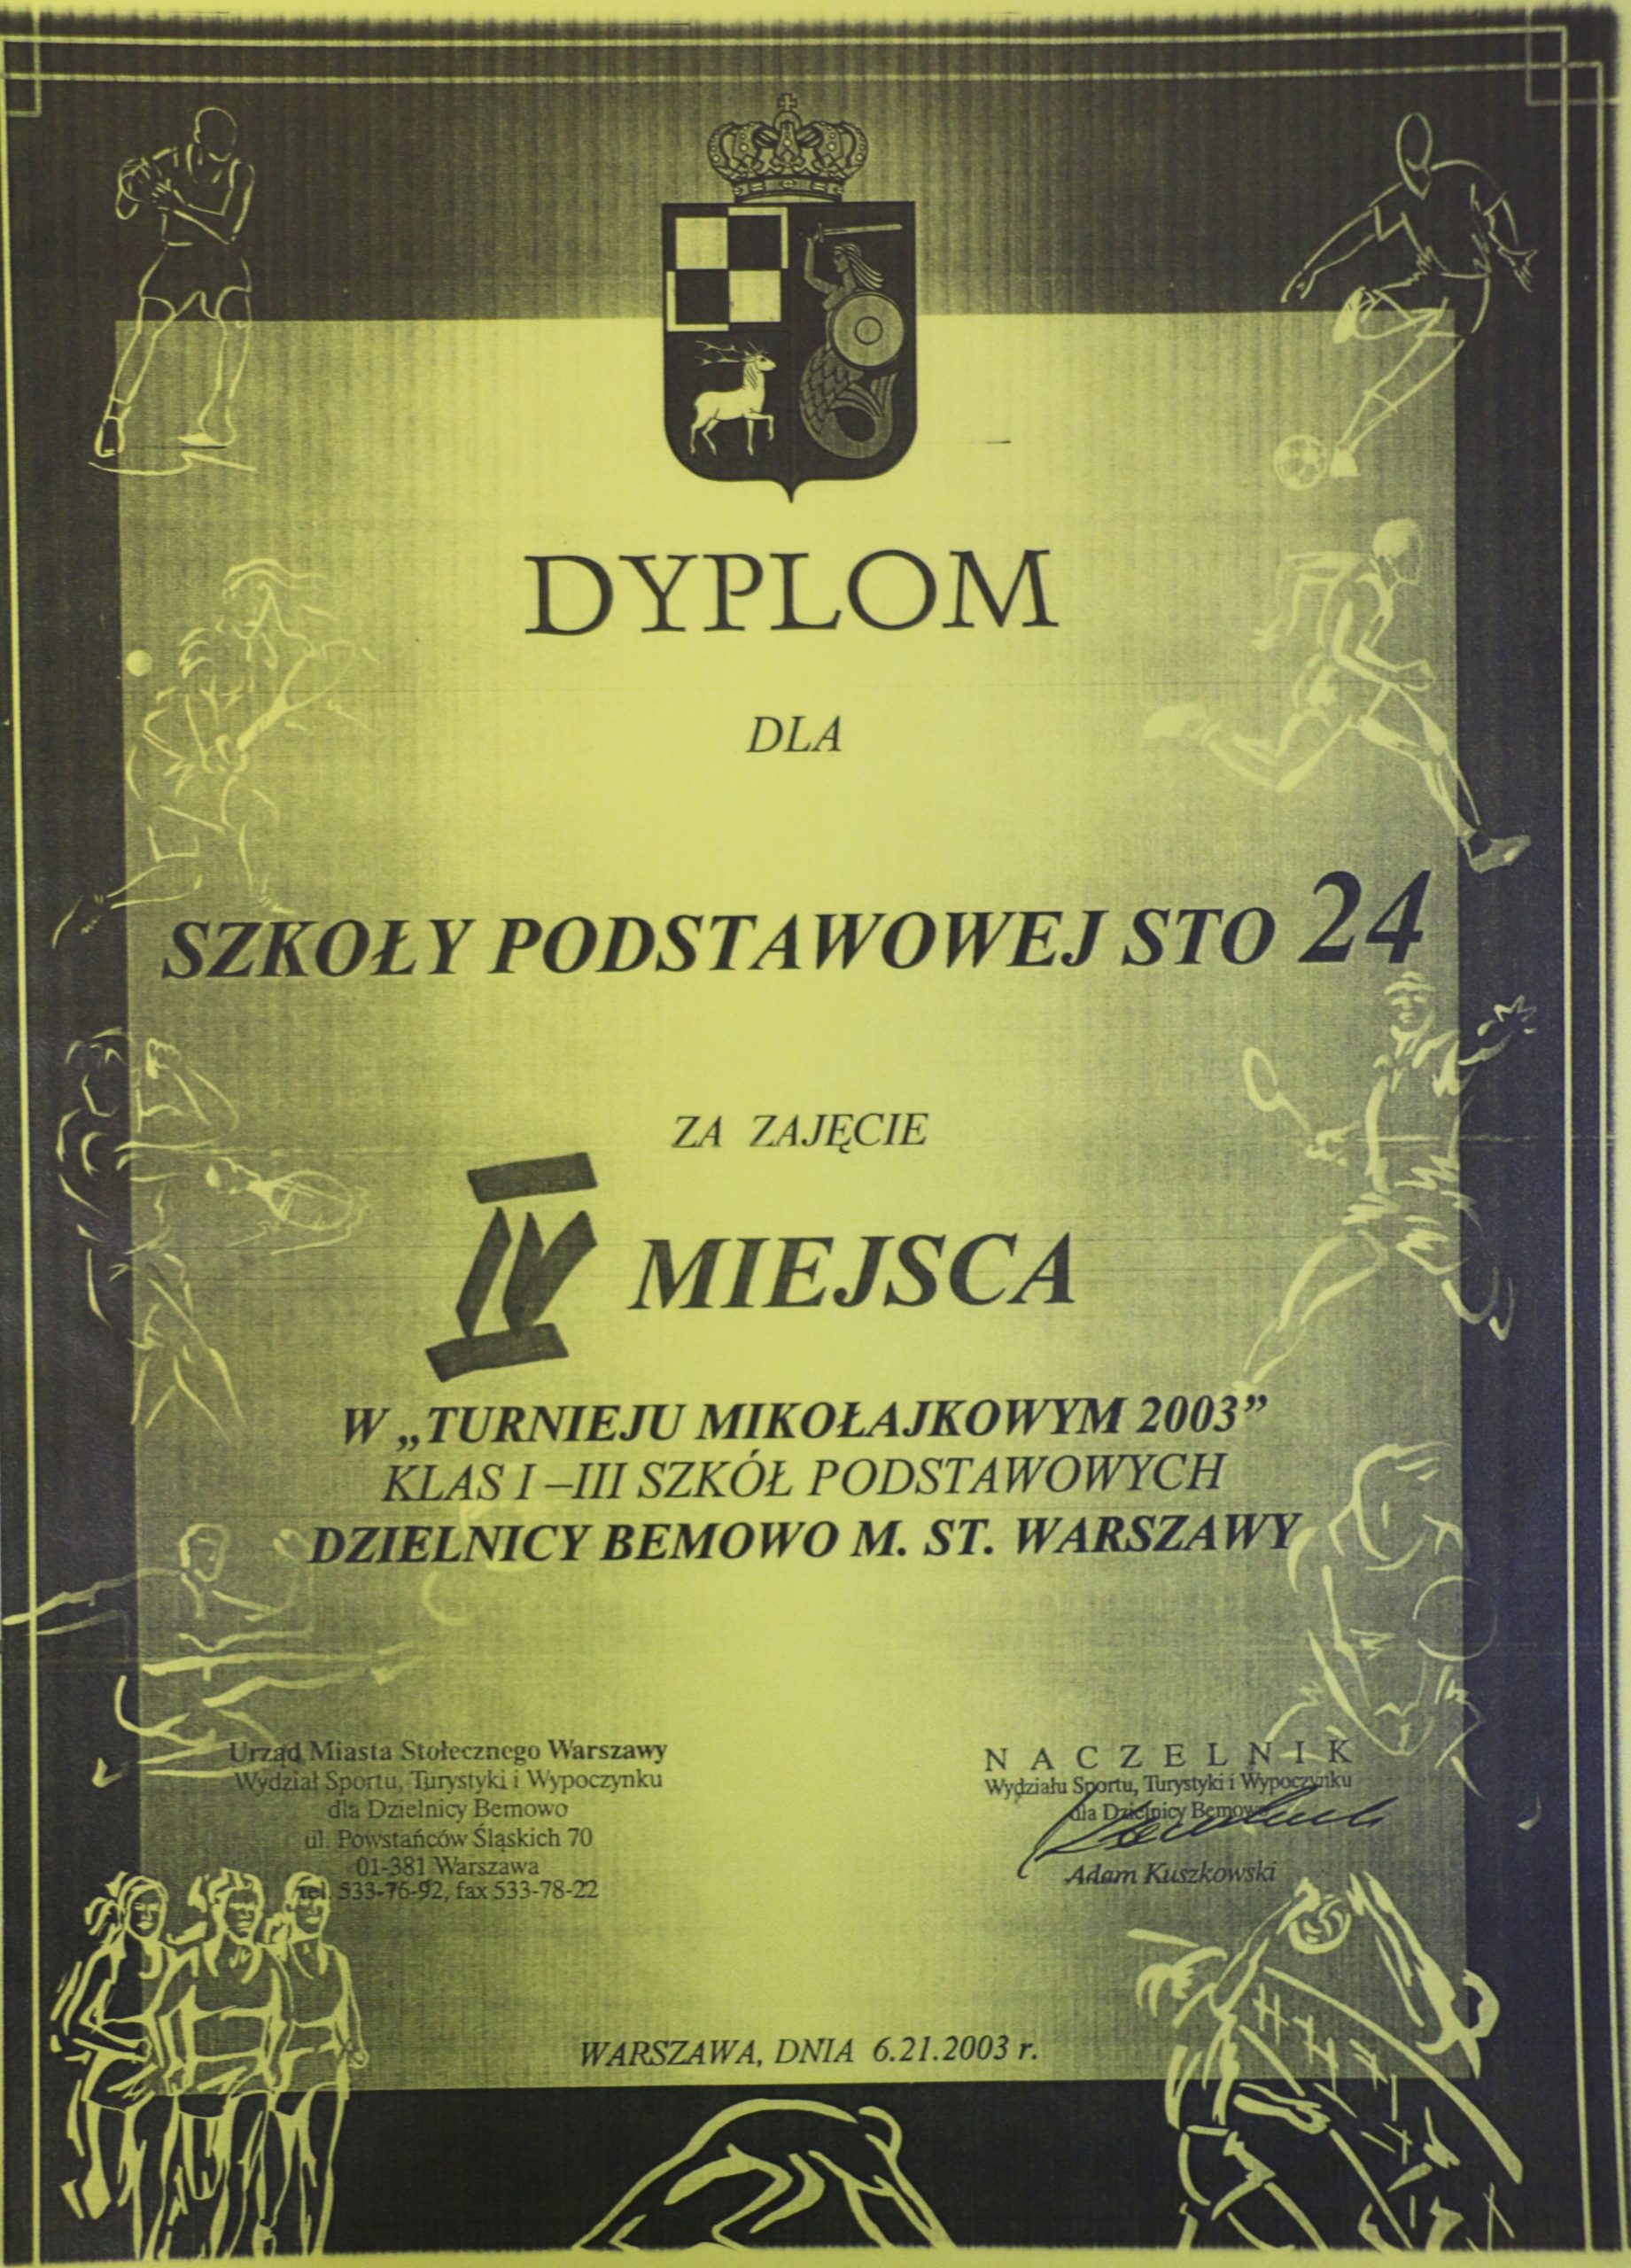 DYPLOM
DLA
SZKOŁY PODSTAWOWEJ STO 24
ZA ZAJĘCIE
IV MIEJSCA
W „TURNIEJU MIKOŁAJKOWYM 2003”
KLAS I –III SZKÓŁ PODSTAWOWYCH
DZIELNICY BEMOWO M. ST. WARSZAWY
Urząd Miasta Stołecznego Warszawy
Wydział Sportu, Turystyki i Wypoczynku
dla Dzielnicy Bemowo
ul. Powstańców Śląskich 70
01-381 Warszawa
tel. 533-76-92, fax 533-78-22
NACZELNIK
Wydziału Sportu, Turystyki i Wypoczynku
dla Dzielnicy Bemowo
Adam Kuszkowski
WARSZAWA, DNIA 6.21.2003 r.